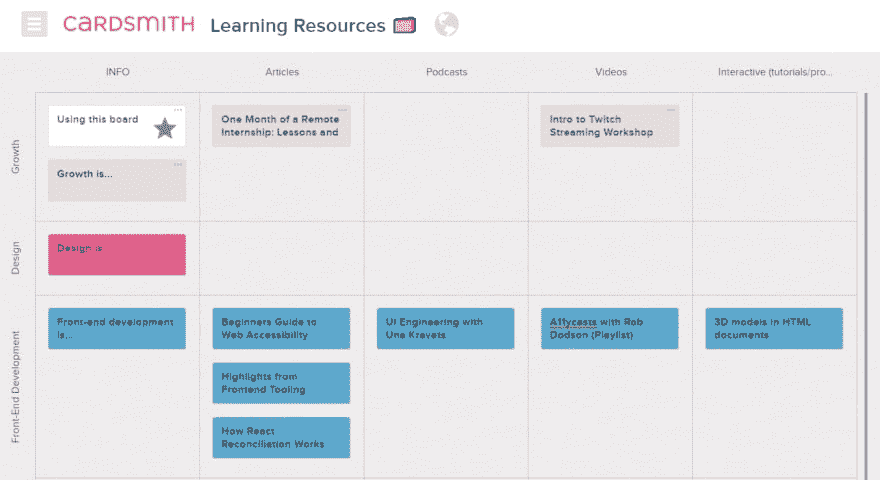 CARDSMITH Learning Resources
INFO Articles Podcasts Videos Interactive (tutorials/pro...
Growth
Using this board
One Month of a Remote
Internship: Lessons and
Intro to Twitch
Streaming Workshop
Growth is...
Design
Design is
Front-End Development
Front-end development
is...
Beginners Guide to
Web Accessibility
UI Engineering with
Una Kravets
A11ycasts with Rob
Dodson (Playlist)
3D models in HTML
documents
Highlights from
Frontend Tooling
How React
Reconciliation Works